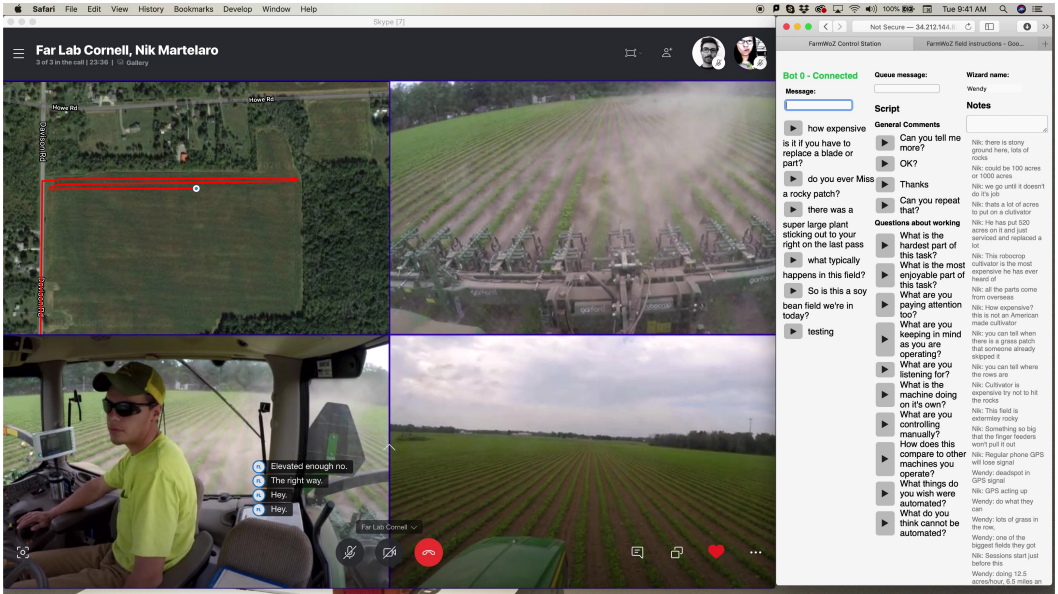 Safari File Edit View History Bookmarks Develop Window Help
100% Tue 9:41 AM
Skype [7]
Far Lab Cornell, Nik Martelaro
3 of 3 in the call | 23:36 | Gallery
Howe Rd
Howe Rd
Davison Rd
Davison Rd
garford
garford
Elevated enough no.
The right way.
Hey.
Hey.
Far Lab Cornell
Not Secure — 34.212.144.8
FarmWoZ Control Station
FarmWoZ field instructions - Goo...
Bot 0 - Connected
Message:
how expensive
is it if you have to
replace a blade or
part?
do you ever Miss
a rocky patch?
there was a
super large plant
sticking out to your
right on the last pass
what typically
happens in this field?
So is this a soy
bean field we're in
today?
testing
Queue message:
Script
General Comments
Can you tell me
more?
OK?
Thanks
Can you repeat
that?
Questions about working
What is the
hardest part of
this task?
What is the most
enjoyable part of
this task?
What are you
paying attention
too?
What are you
keeping in mind
as you are
operating?
What are you
listening for?
What is the
machine doing
on it's own?
What are you
controlling
manually?
How does this
compare to other
machines you
operate?
What things do
you wish were
automated?
What do you
think cannot be
automated?
Wizard name:
Wendy
Notes
Nik: there is stony
ground here, lots of
rocks
Nik: could be 100 acres
or 1000 acres
Nik: we go until it doesn't
do it's job
Nik: thats a lot of acres
to put on a clutivator
Nik: He has put 520
acres on it and just
serviced and replaced a
lot
Nik: This robocrop
cultivator is the most
expensive he has ever
heard of
Nik: all the parts come
from overseas
Nik: How expensive?
this is not an American
made cultivator
Nik: you can tell when
there is a grass patch
that someone already
skipped it
Nik: you can tell where
the rows are
Nik: Cultivator is
expensive try not to hit
the rocks
Nik: This field is
extermley rocky
Nik: Something so big
that the finger feeders
won't pull it out
Nik: Regular phone GPS
will lose signal
Wendy: deadspot in
GPS signal
Nik: GPS acting up
Wendy: do what they
can
Wendy: lots of grass in
the row,
Wendy: one of the
biggest fields they got
Nik: Sessions start just
before this
Wendy: doing 12.5
acres/hour, 6.5 miles an